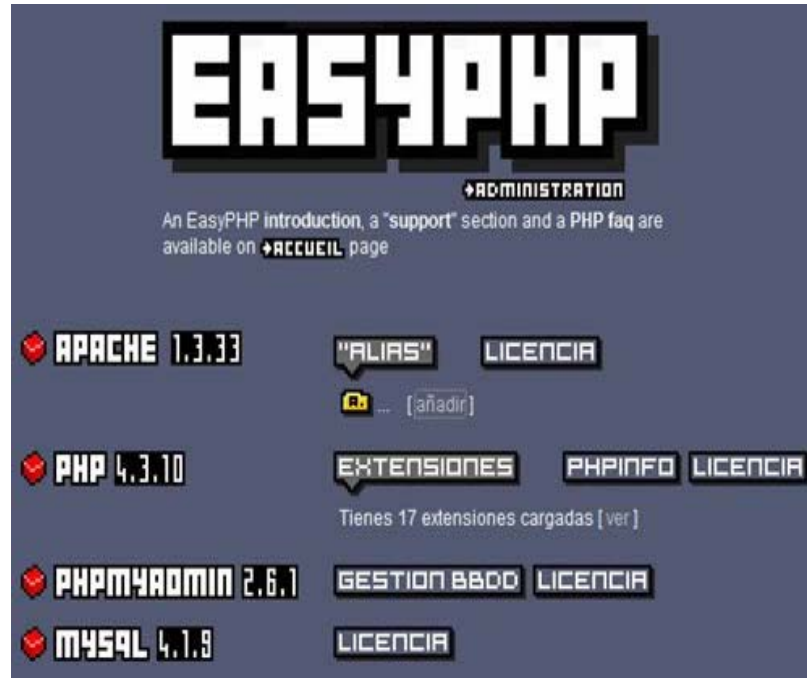 EASYPHP
ADMINISTRATION
An EasyPHP introduction, a "support" section and a PHP faq are
available on ACCUEIL page
APACHE 1.3.33 "ALIAS" LICENCIA
A. ... [añadir]
PHP 4.3.10 EXTENSIONES PHPINFO LICENCIA
Tienes 17 extensiones cargadas [ ver ]
PHPMYADMIN 2.6.1 GESTION BBDD LICENCIA
MYSQL 4.1.9 LICENCIA